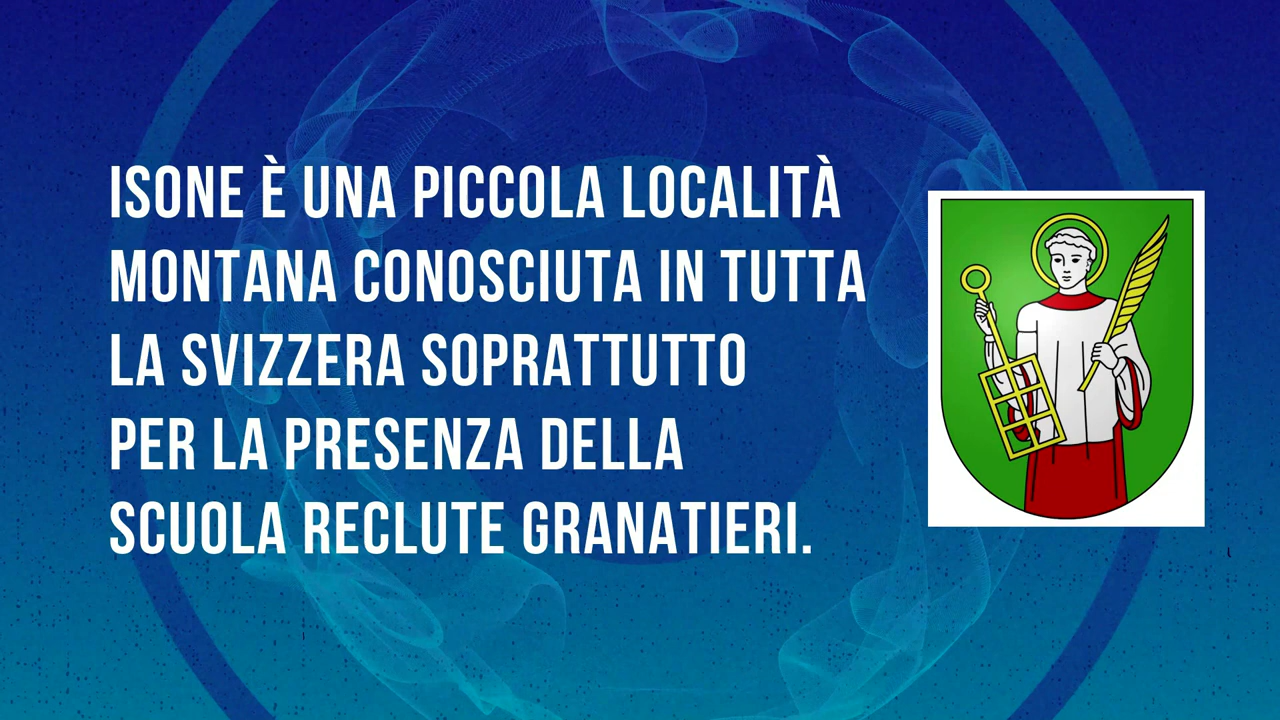 ISONE È UNA PICCOLA LOCALITÀ
MONTANA CONOSCIUTA IN TUTTA
LA SVIZZERA SOPRATTUTTO
PER LA PRESENZA DELLA
SCUOLA RECLUTE GRANATIERI.